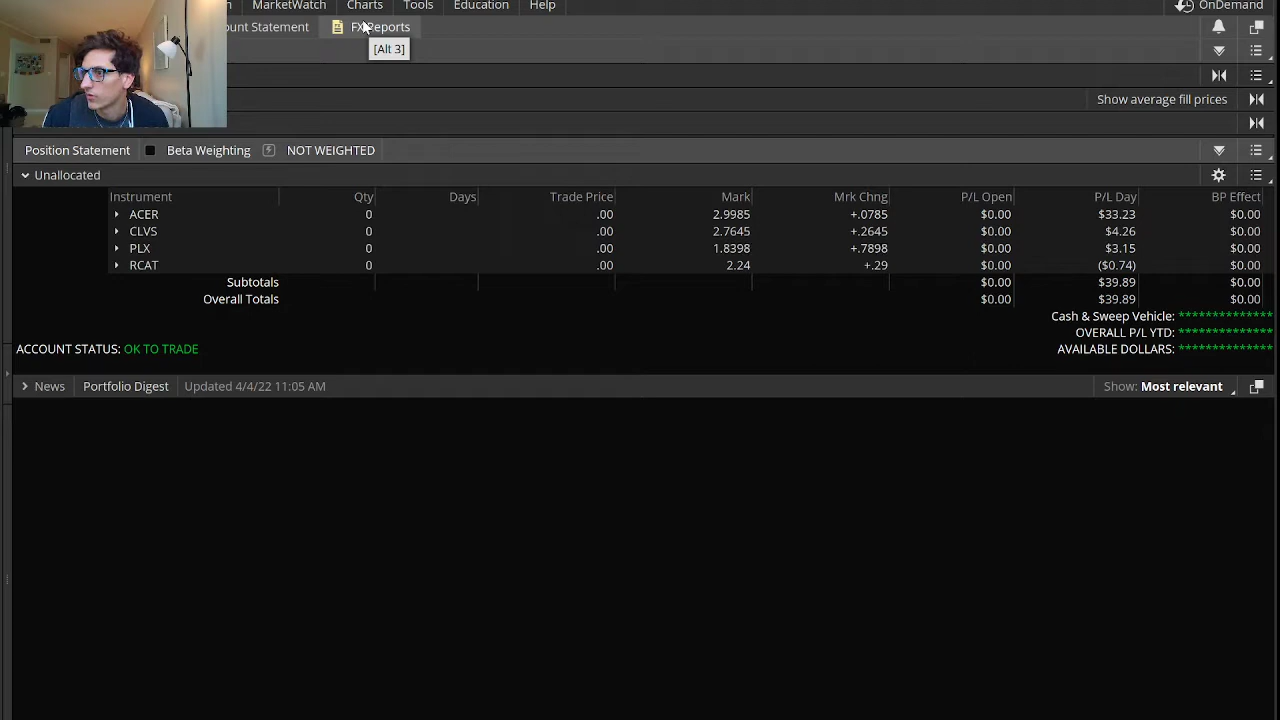 MarketWatch Charts Tools Education Help OnDemand
ount Statement FX Reports
[Alt 3]
Show average fill prices
Position Statement Beta Weighting NOT WEIGHTED
Unallocated
Instrument Qty Days Trade Price Mark Mrk Chng P/L Open P/L Day BP Effect
ACER 0 .00 2.9985 +.0785 $0.00 $33.23 $0.00
CLVS 0 .00 2.7645 +.2645 $0.00 $4.26 $0.00
PLX 0 .00 1.8398 +.7898 $0.00 $3.15 $0.00
RCAT 0 .00 2.24 +.29 $0.00 ($0.74) $0.00
Subtotals $0.00 $39.89 $0.00
Overall Totals $0.00 $39.89 $0.00
Cash & Sweep Vehicle: **************
OVERALL P/L YTD: **************
ACCOUNT STATUS: OK TO TRADE AVAILABLE DOLLARS: **************
News Portfolio Digest Updated 4/4/22 11:05 AM Show: Most relevant